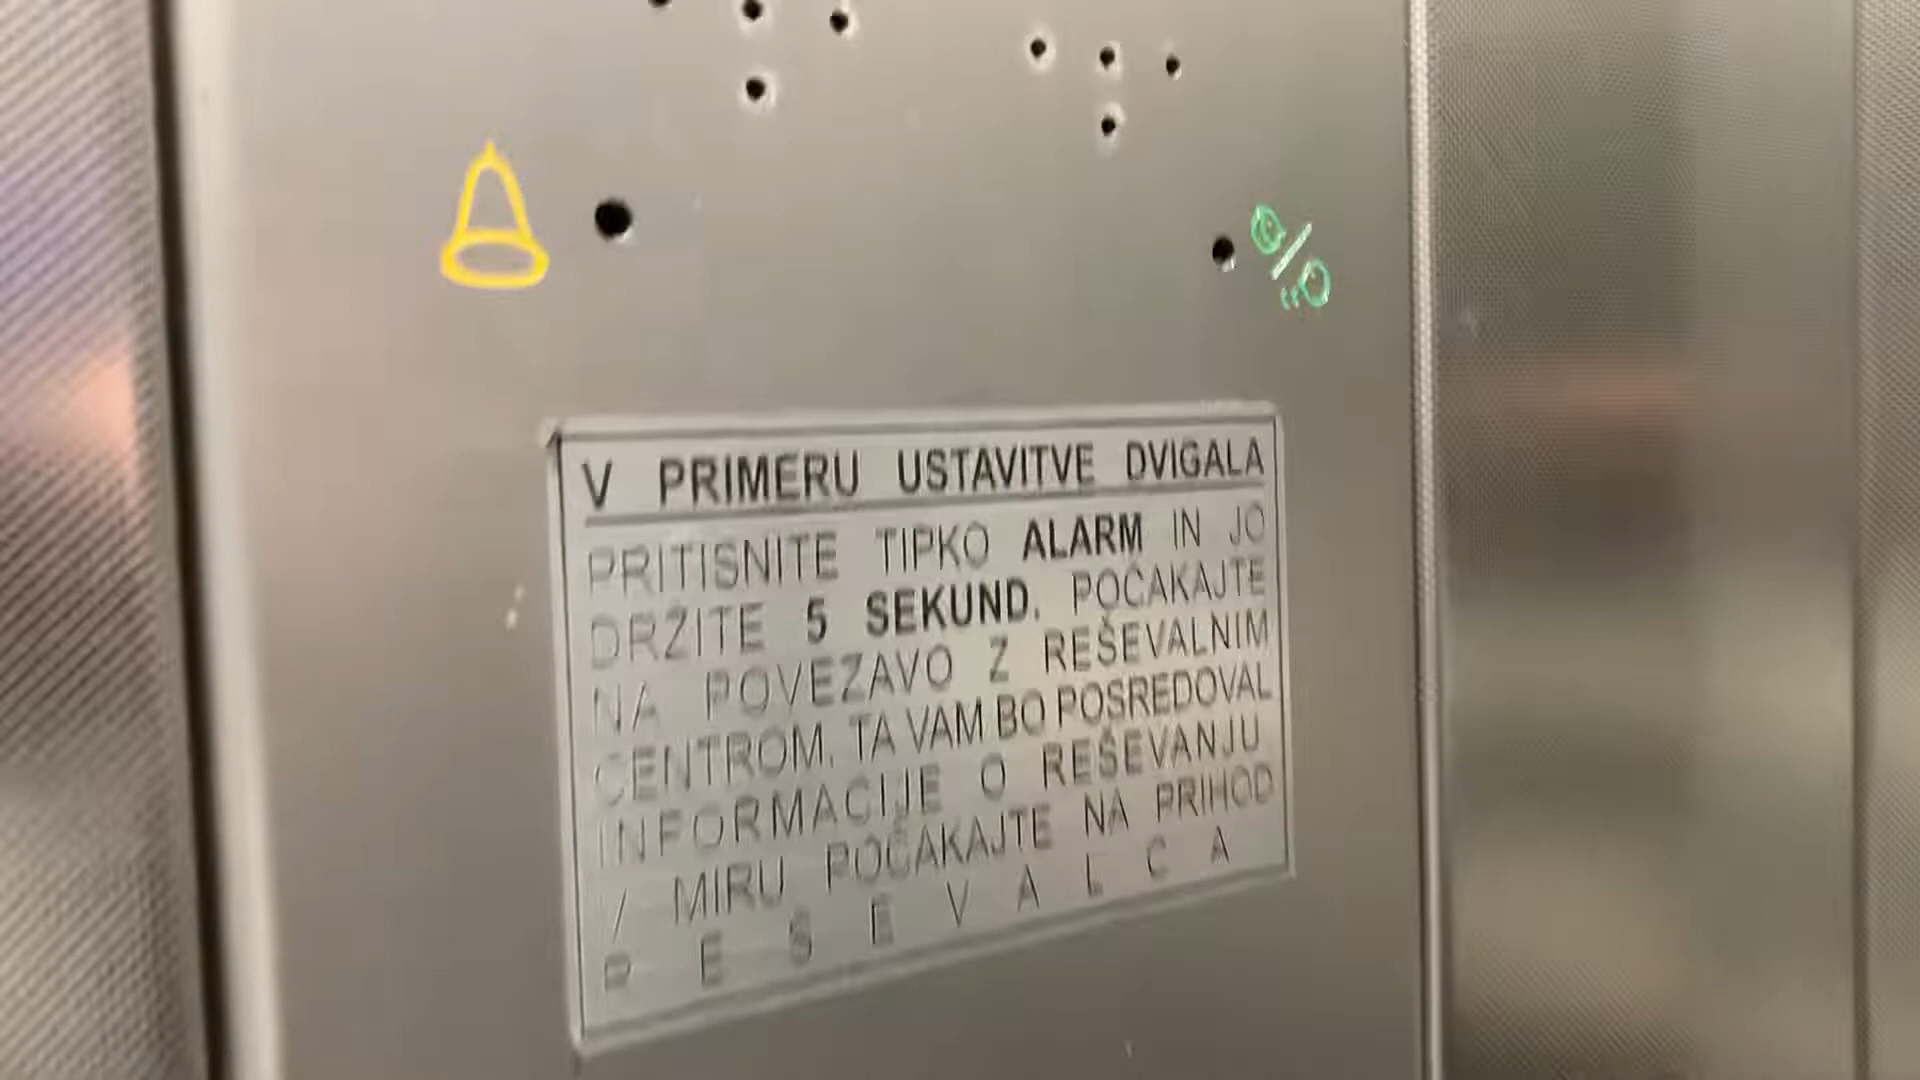 V PRIMERU USTAVITVE DVIGALA
PRITISNITE TIPKO ALARM IN JO
DRŽITE 5 SEKUND. POČAKAJTE
NA POVEZAVO Z REŠEVALNIM
CENTROM. TA VAM BO POSREDOVAL
INFORMACIJE O REŠEVANJU
V MIRU POČAKAJTE NA PRIHOD
REŠEVALCA